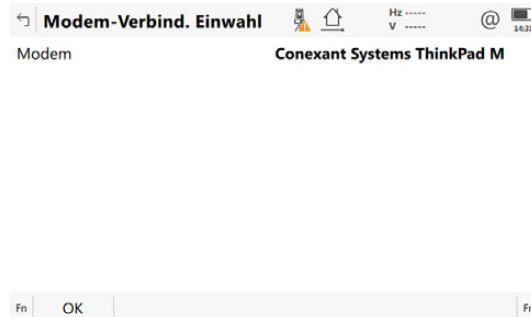 Modem-Verbind. Einwahl
Hz -----
V -----
@
Modem
Conexant Systems ThinkPad M
Fn
OK